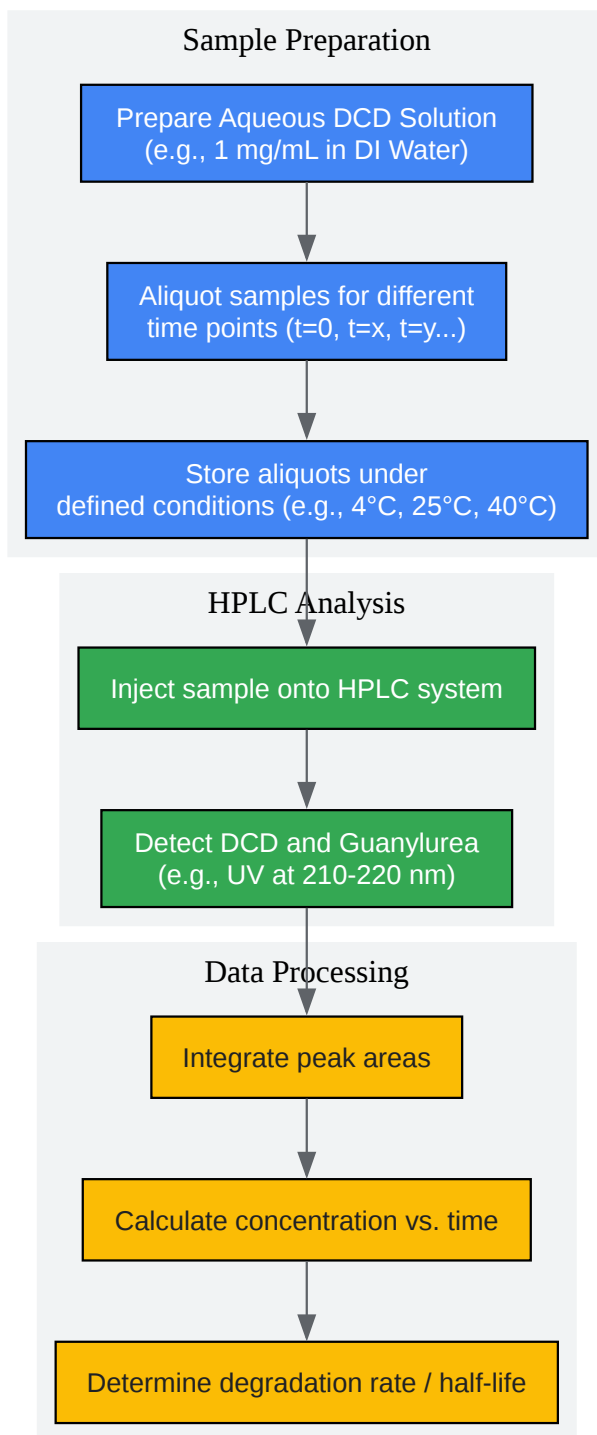 Sample Preparation
Prepare Aqueous DCD Solution
(e.g., 1 mg/mL in DI Water)
Aliquot samples for different
time points (t=0, t=x, t=y...)
Store aliquots under
defined conditions (e.g., 4°C, 25°C, 40°C)
HPLC Analysis
Inject sample onto HPLC system
Detect DCD and Guanylurea
(e.g., UV at 210-220 nm)
Data Processing
Integrate peak areas
Calculate concentration vs. time
Determine degradation rate / half-life